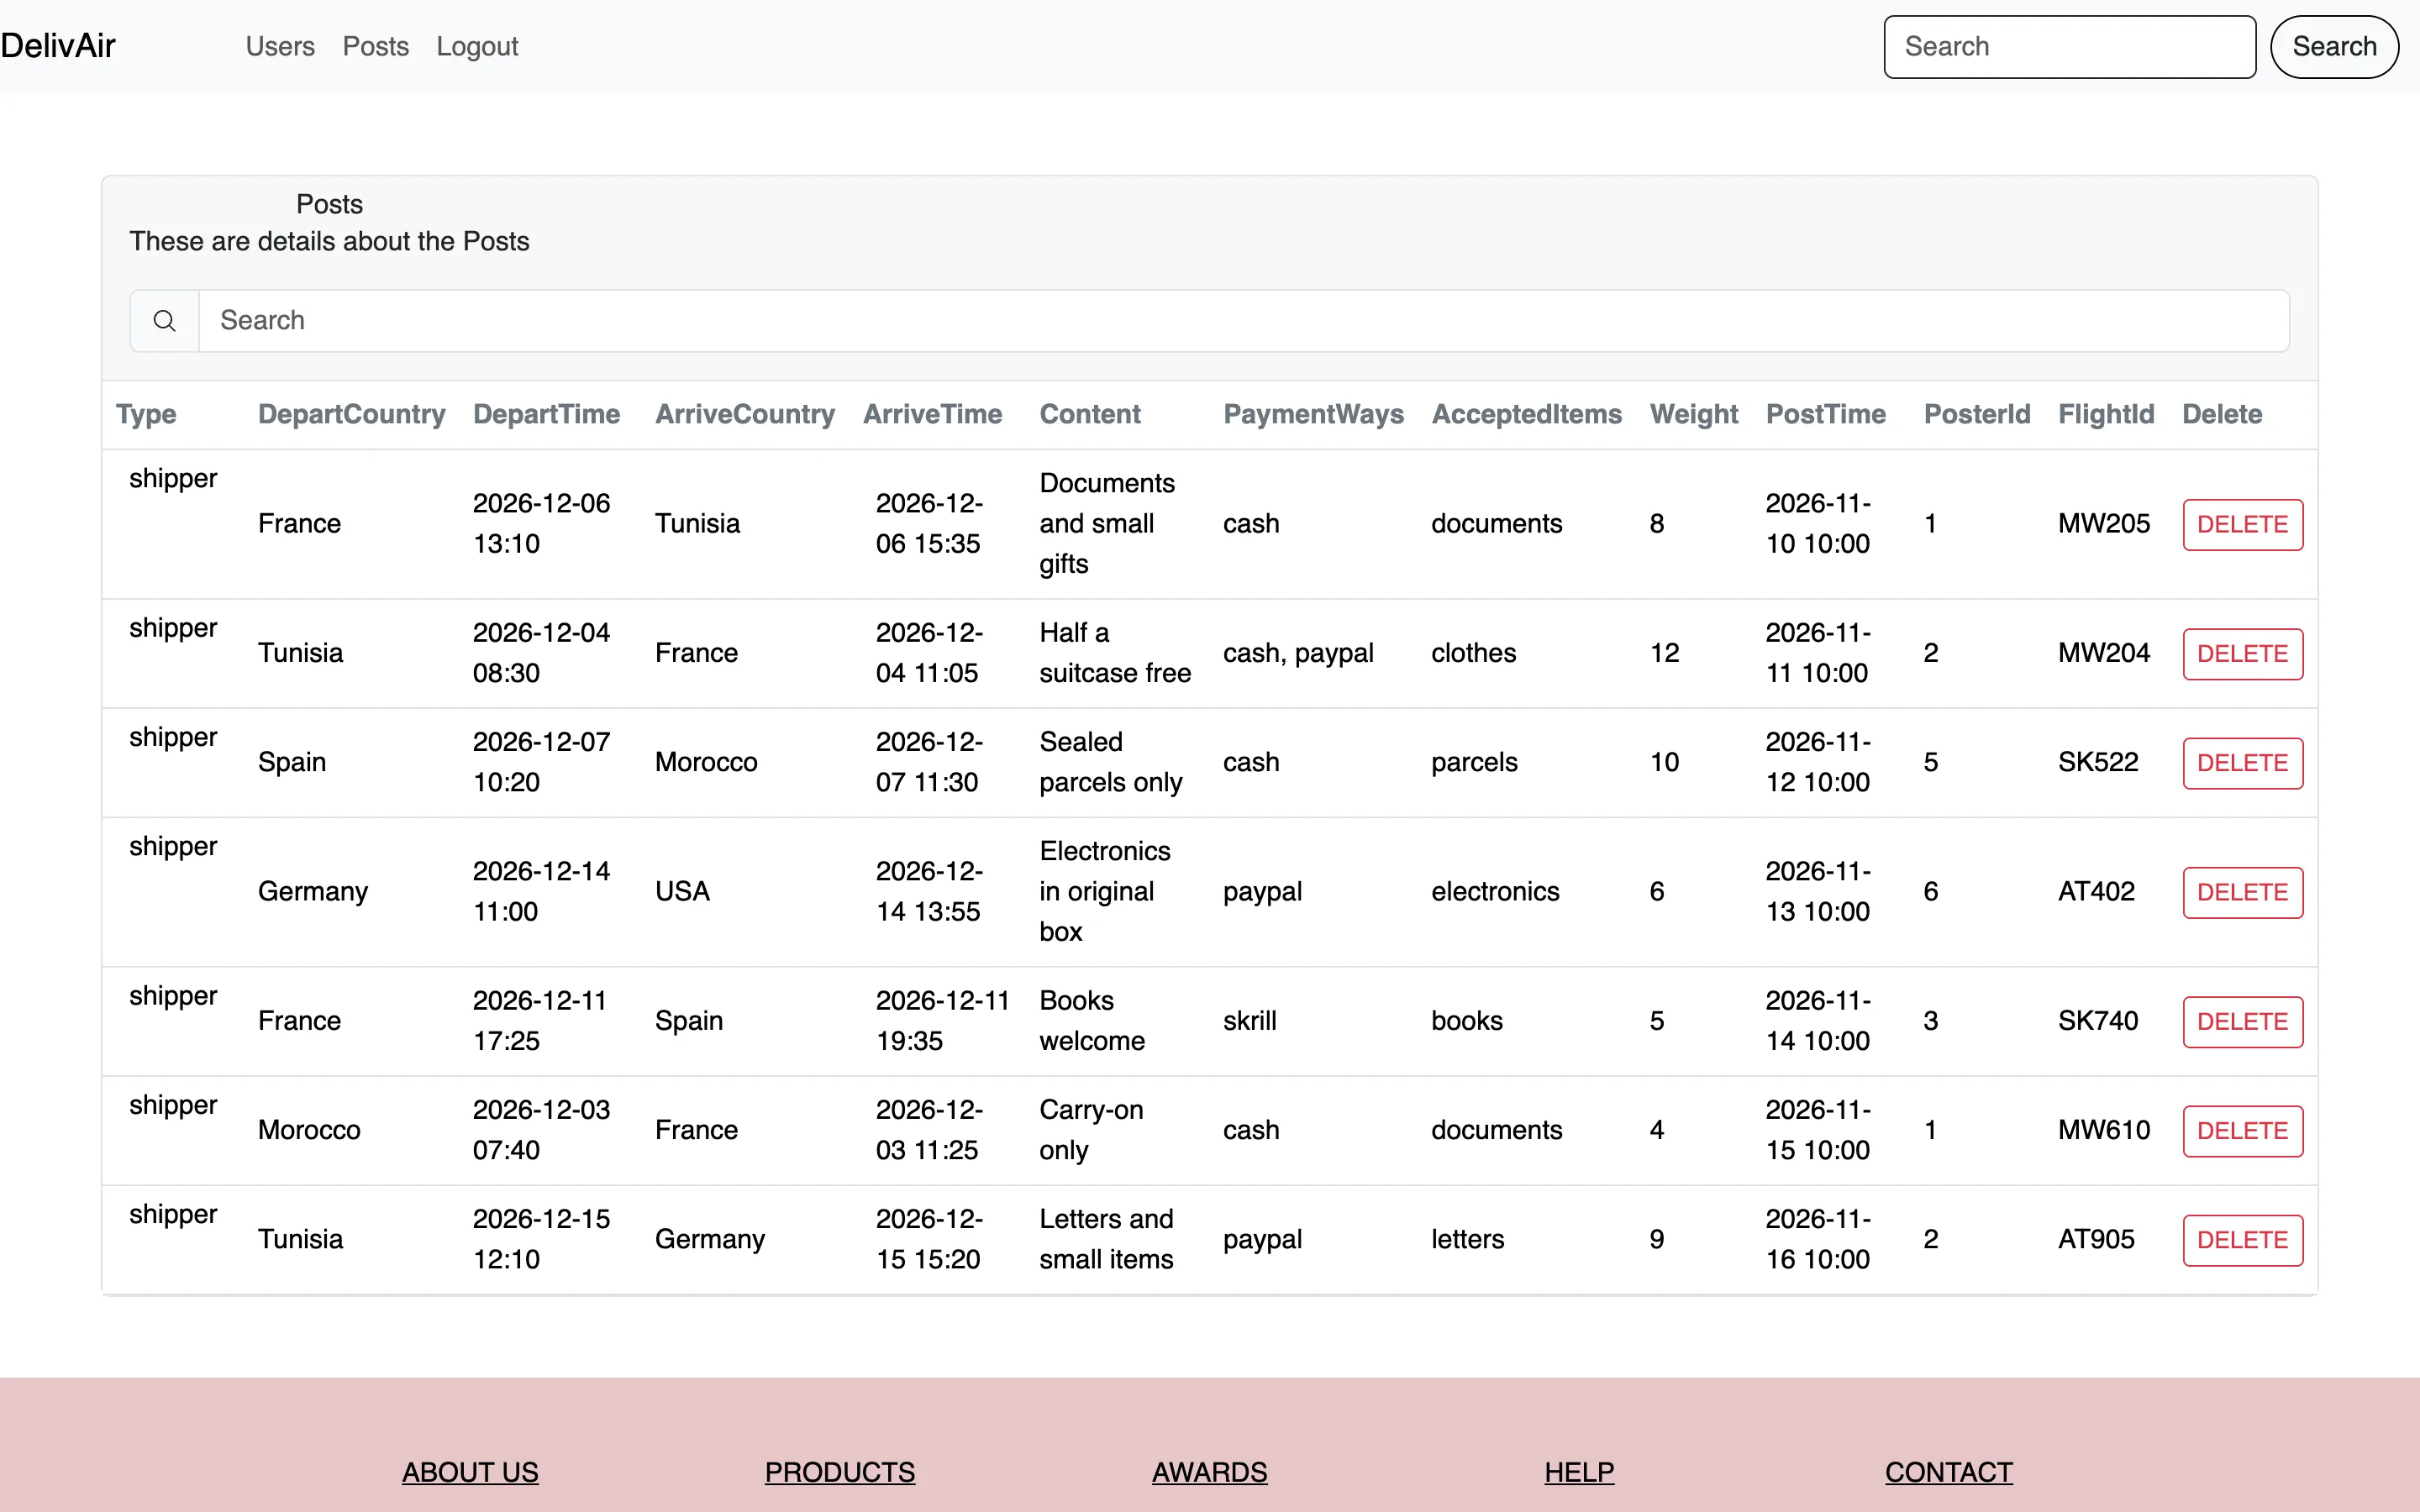 DelivAir Users Posts Logout Search Search
Posts
These are details about the Posts
Search
Type DepartCountry DepartTime ArriveCountry ArriveTime Content PaymentWays AcceptedItems Weight PostTime PosterId FlightId Delete
shipper France 2026-12-06 13:10 Tunisia 2026-12-06 15:35 Documents and small gifts cash documents 8 2026-11-10 10:00 1 MW205 DELETE
shipper Tunisia 2026-12-04 08:30 France 2026-12-04 11:05 Half a suitcase free cash, paypal clothes 12 2026-11-11 10:00 2 MW204 DELETE
shipper Spain 2026-12-07 10:20 Morocco 2026-12-07 11:30 Sealed parcels only cash parcels 10 2026-11-12 10:00 5 SK522 DELETE
shipper Germany 2026-12-14 11:00 USA 2026-12-14 13:55 Electronics in original box paypal electronics 6 2026-11-13 10:00 6 AT402 DELETE
shipper France 2026-12-11 17:25 Spain 2026-12-11 19:35 Books welcome skrill books 5 2026-11-14 10:00 3 SK740 DELETE
shipper Morocco 2026-12-03 07:40 France 2026-12-03 11:25 Carry-on only cash documents 4 2026-11-15 10:00 1 MW610 DELETE
shipper Tunisia 2026-12-15 12:10 Germany 2026-12-15 15:20 Letters and small items paypal letters 9 2026-11-16 10:00 2 AT905 DELETE
ABOUT US PRODUCTS AWARDS HELP CONTACT